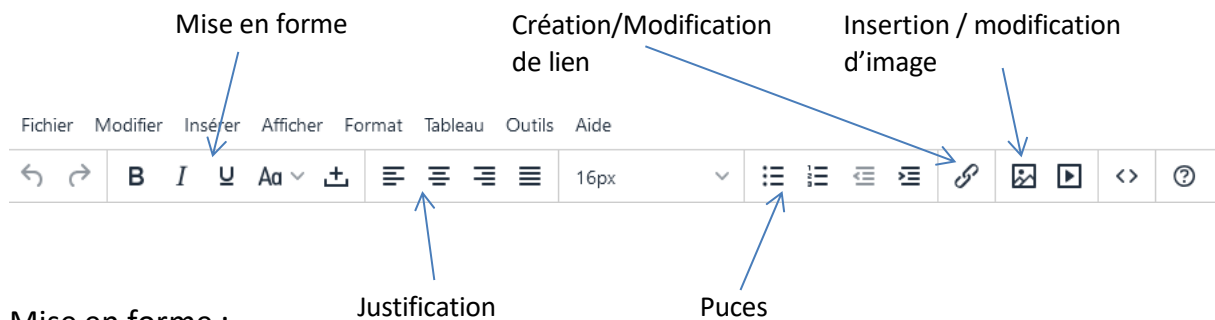 Mise en forme
Création/Modification
de lien
Insertion / modification
d’image
Fichier Modifier Insérer Afficher Format Tableau Outils Aide
B I U Aa 16px
Justification
Puces
Mise en forme :